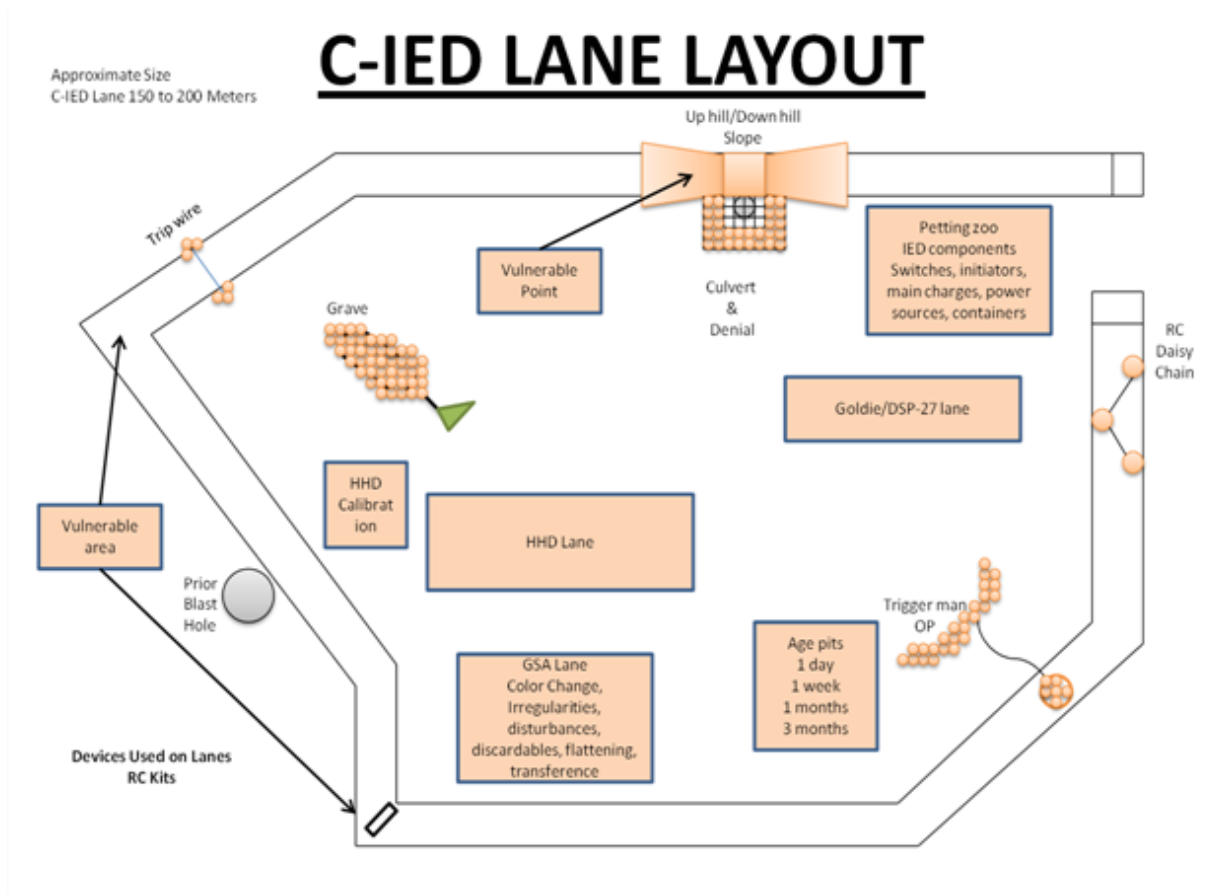 C-IED LANE LAYOUT
Approximate Size
C-IED Lane 150 to 200 Meters
Up hill/Down hill
Slope
Trip wire
Vulnerable
Point
Culvert
&
Denial
Petting zoo
IED components
Switches, initiators,
main charges, power
sources, containers
Grave
RC
Daisy
Chain
Goldie/DSP-27 lane
HHD
Calibrat
ion
HHD Lane
Vulnerable
area
Prior
Blast
Hole
Trigger man
OP
Age pits
1 day
1 week
1 months
3 months
GSA Lane
Color Change,
Irregularities,
disturbances,
discardables, flattening,
transference
Devices Used on Lanes
RC Kits